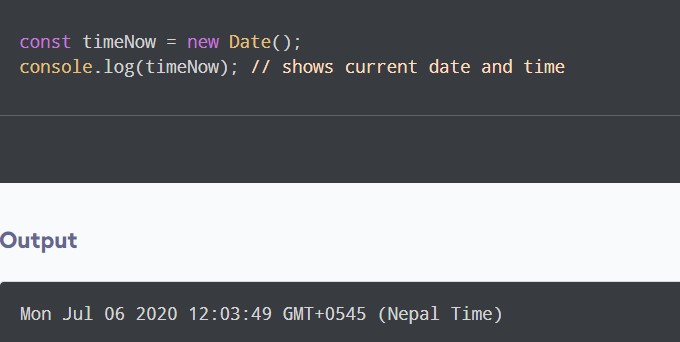 const timeNow = new Date();
console.log(timeNow); // shows current date and time
Output
Mon Jul 06 2020 12:03:49 GMT+0545 (Nepal Time)